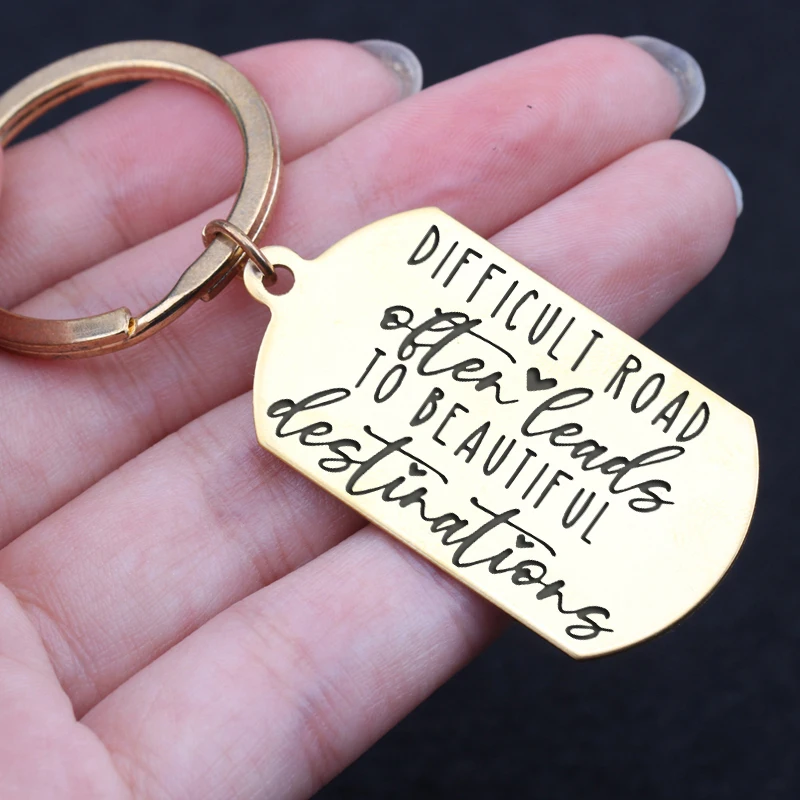 DIFFICULT ROAD
often leads
TO BEAUTIFUL
destinations